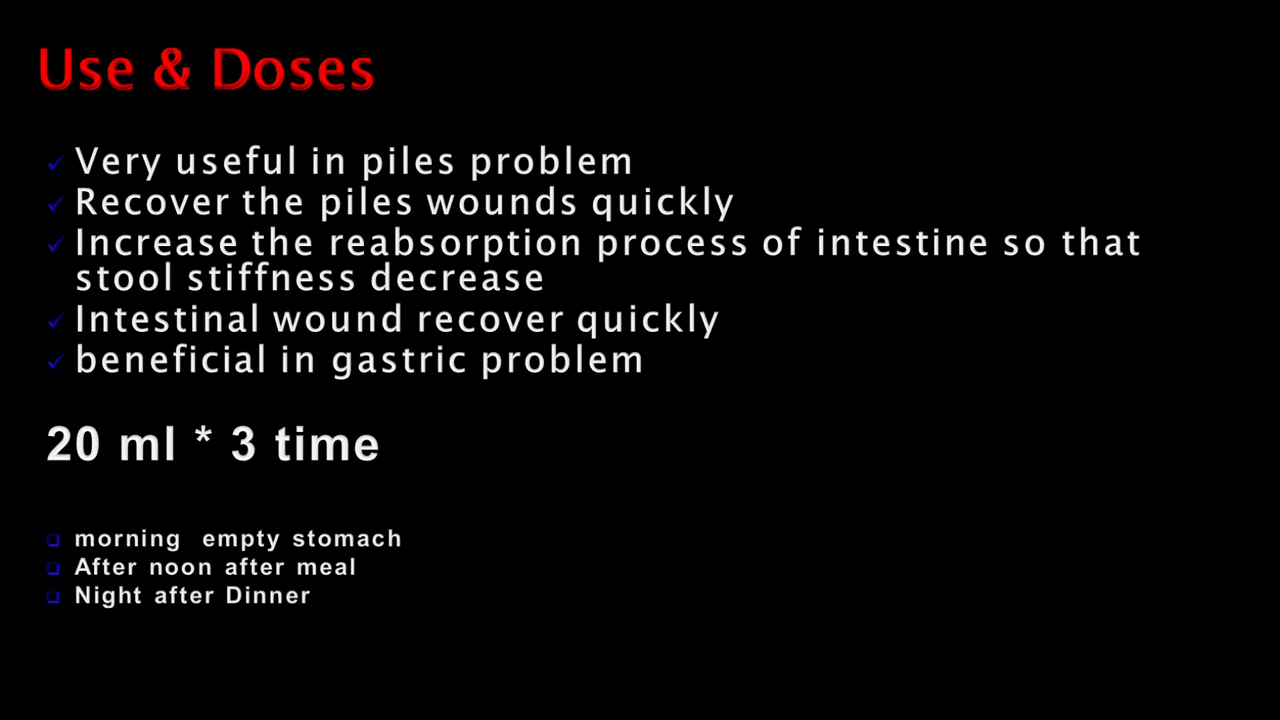 Use & Doses
Very useful in piles problem
Recover the piles wounds quickly
Increase the reabsorption process of intestine so that
stool stiffness decrease
Intestinal wound recover quickly
beneficial in gastric problem
20 ml * 3 time
morning empty stomach
After noon after meal
Night after Dinner